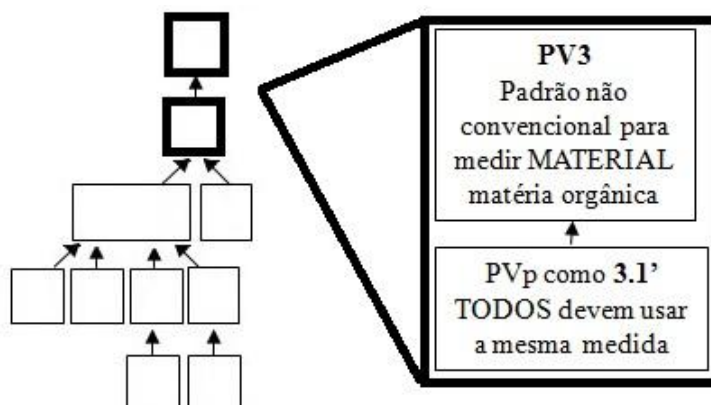 PV3
Padrão não
convencional para
medir MATERIAL
matéria orgânica
PVp como 3.1’
TODOS devem usar
a mesma medida